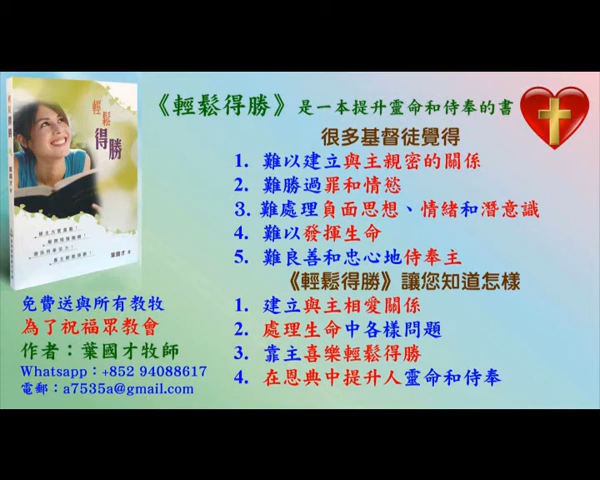 《輕鬆得勝》是一本提升靈命和侍奉的書
很多基督徒覺得
1. 難以建立與主親密的關係
2. 難勝過罪和情慾
3. 難處理負面思想、情緒和潛意識
4. 難以發揮生命
5. 難良善和忠心地侍奉主
《輕鬆得勝》讓您知道怎樣
1. 建立與主相愛關係
2. 處理生命中各樣問題
3. 靠主喜樂輕鬆得勝
4. 在恩典中提升人靈命和侍奉
輕鬆
得勝
輕鬆得勝
葉國才 著
免費送與所有教牧
為了祝福眾教會
作者：葉國才牧師
Whatsapp：+852 94088617
電郵：a7535a@gmail.com